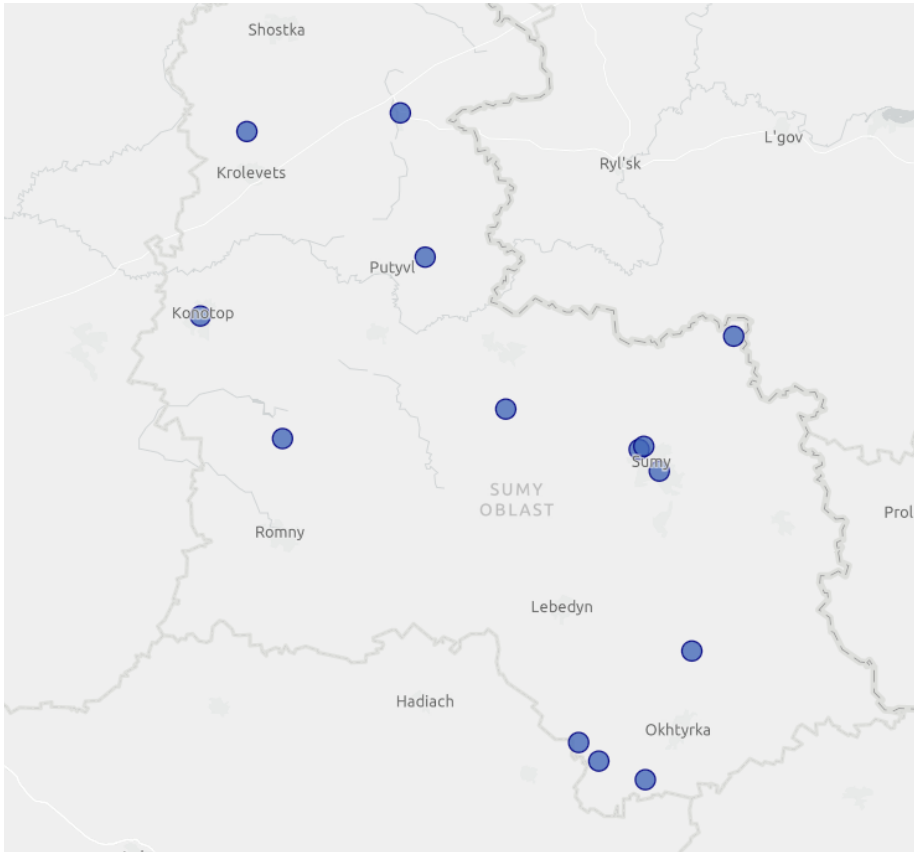 Shostka
L'gov
Ryl'sk
Krolevets
Putyvl
Konotop
Sumy
SUMY
OBLAST
Prol
Romny
Lebedyn
Hadiach
Okhtyrka